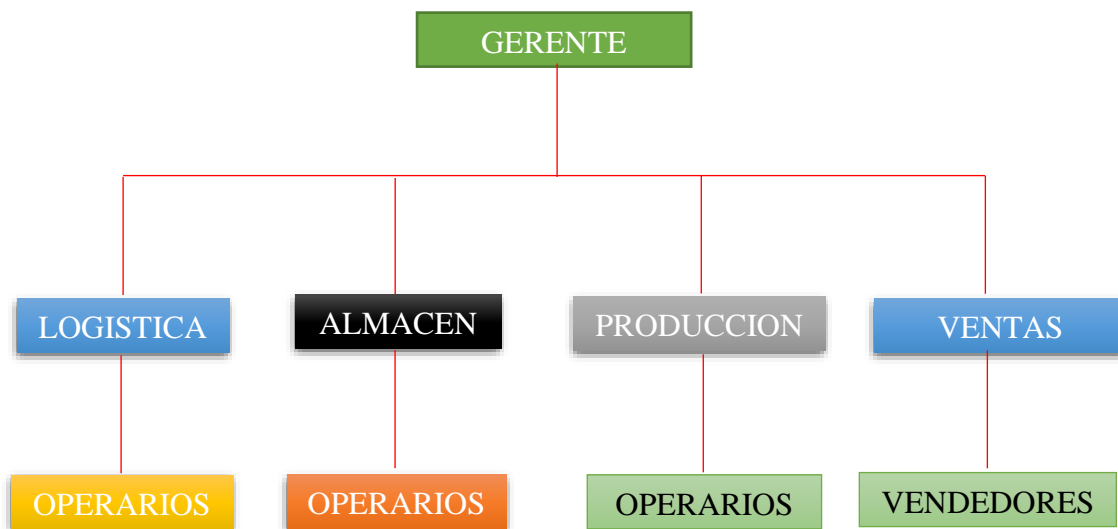 GERENTE
LOGISTICA
ALMACEN
PRODUCCION
VENTAS
OPERARIOS
OPERARIOS
OPERARIOS
VENDEDORES